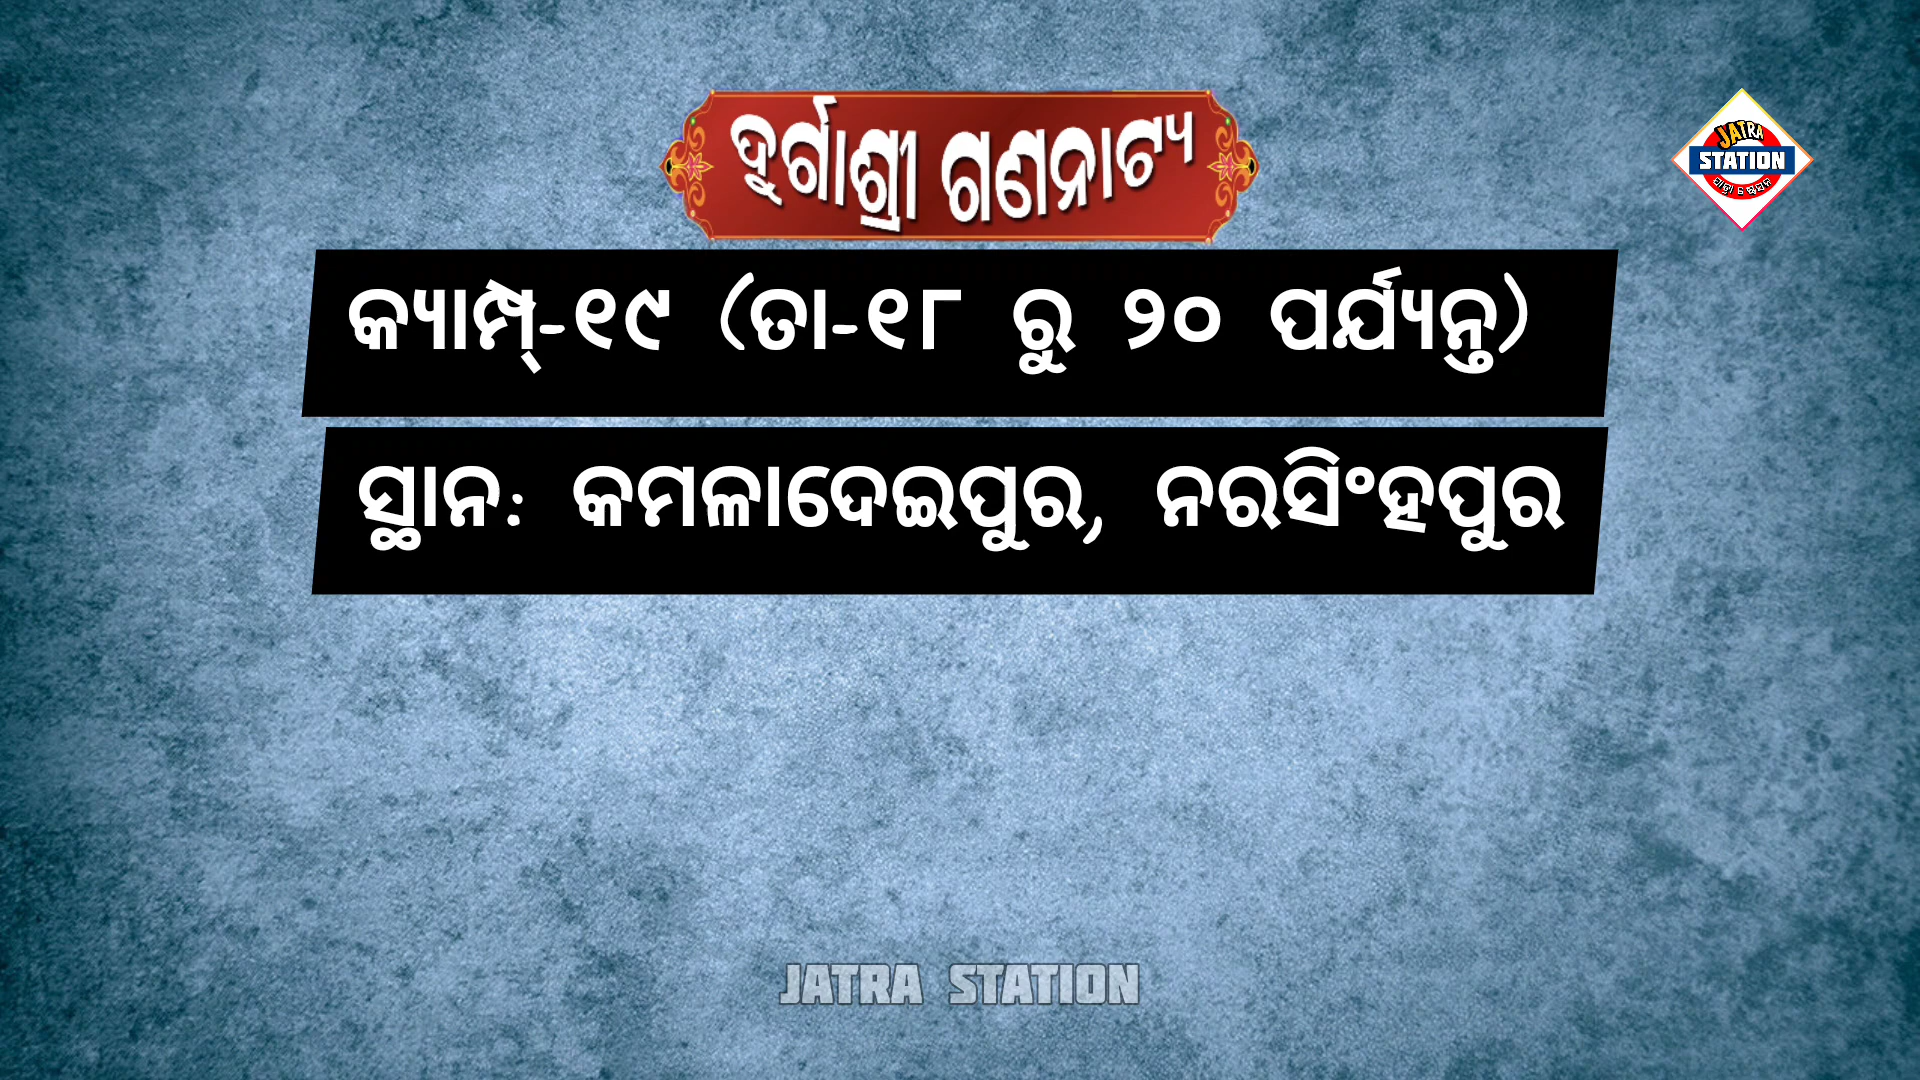 ଦୁର୍ଗାଶ୍ରୀ ଗଣନାଟ୍ୟ
JATRA
STATION
କ୍ୟାମ୍ପ୍-୧୯ (ତା-୧୮ ରୁ ୨୦ ପର୍ଯ୍ୟନ୍ତ)
ସ୍ଥାନ: କମଳାଦେଇପୁର, ନରସିଂହପୁର
JATRA STATION